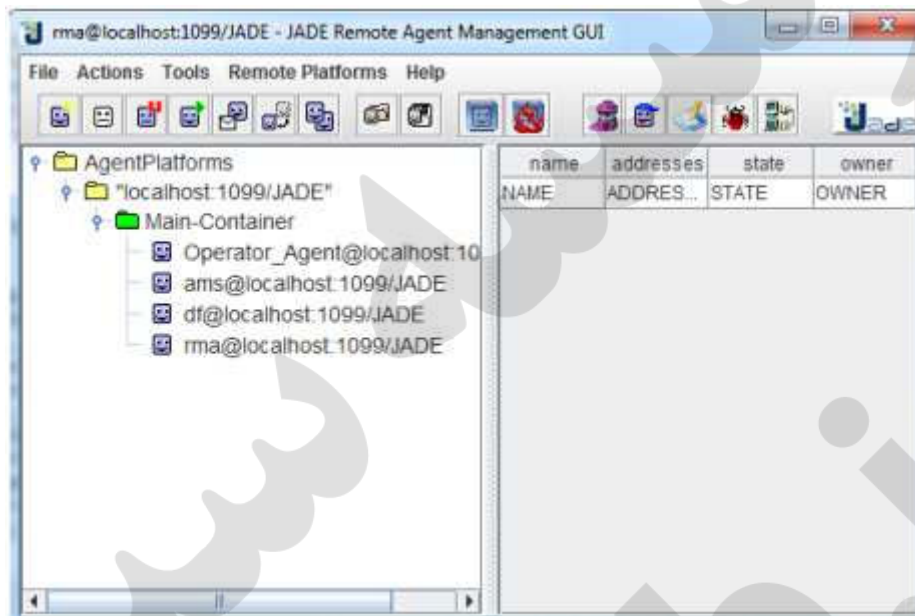 rma@localhost:1099/JADE - JADE Remote Agent Management GUI
File Actions Tools Remote Platforms Help
Jade
AgentPlatforms
"localhost:1099/JADE"
Main-Container
Operator_Agent@localhost:10
ams@localhost:1099/JADE
df@localhost:1099/JADE
rma@localhost:1099/JADE
name addresses state owner
NAME ADDRES... STATE OWNER